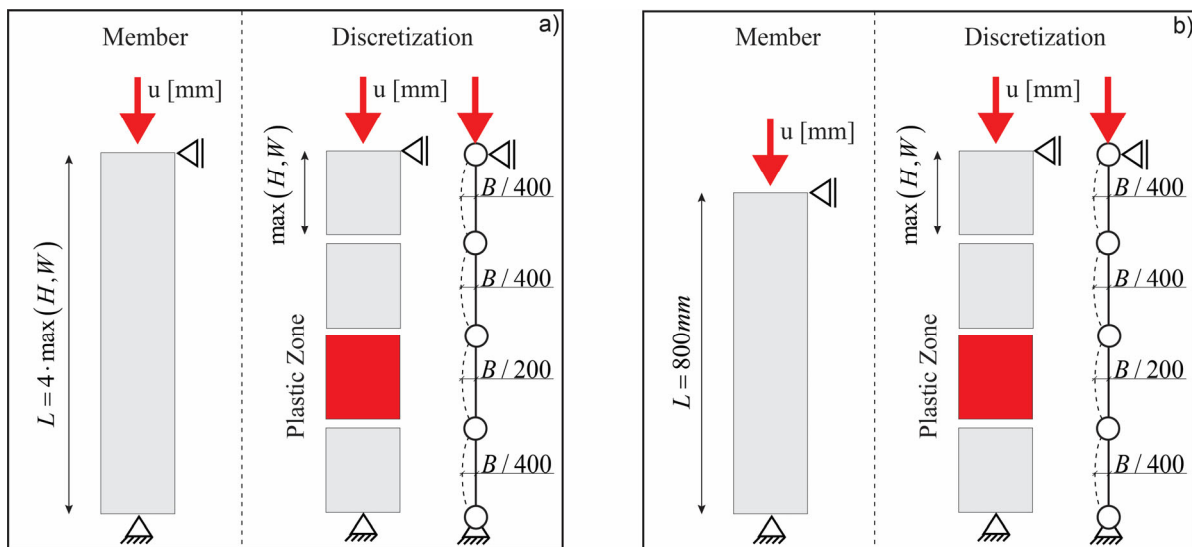 a)
Member
Discretization
u [mm]
u [mm]
L = 4 · max(H,W)
max(H,W)
Plastic Zone
B / 400
B / 400
B / 200
B / 400
b)
Member
Discretization
u [mm]
u [mm]
L = 800mm
max(H,W)
Plastic Zone
B / 400
B / 400
B / 200
B / 400